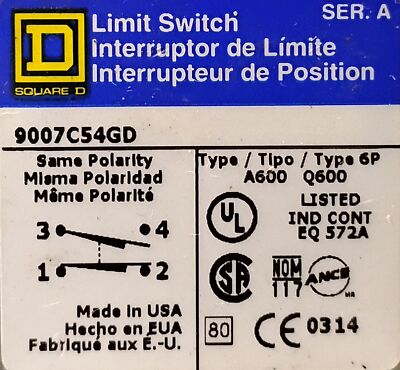 D
SQUARE D
Limit Switch
Interruptor de Límite
Interrupteur de Position
SER. A
9007C54GD
Same Polarity
Misma Polaridad
Même Polarité
3 4
1 2
Made in USA
Hecho en EUA
Fabriqué aux É.-U.
Type / Tipo / Type 6P
A600 Q600
UL
LISTED
IND CONT
EQ 572A
SA
NOM
117
ANCE
MR
80
CE 0314